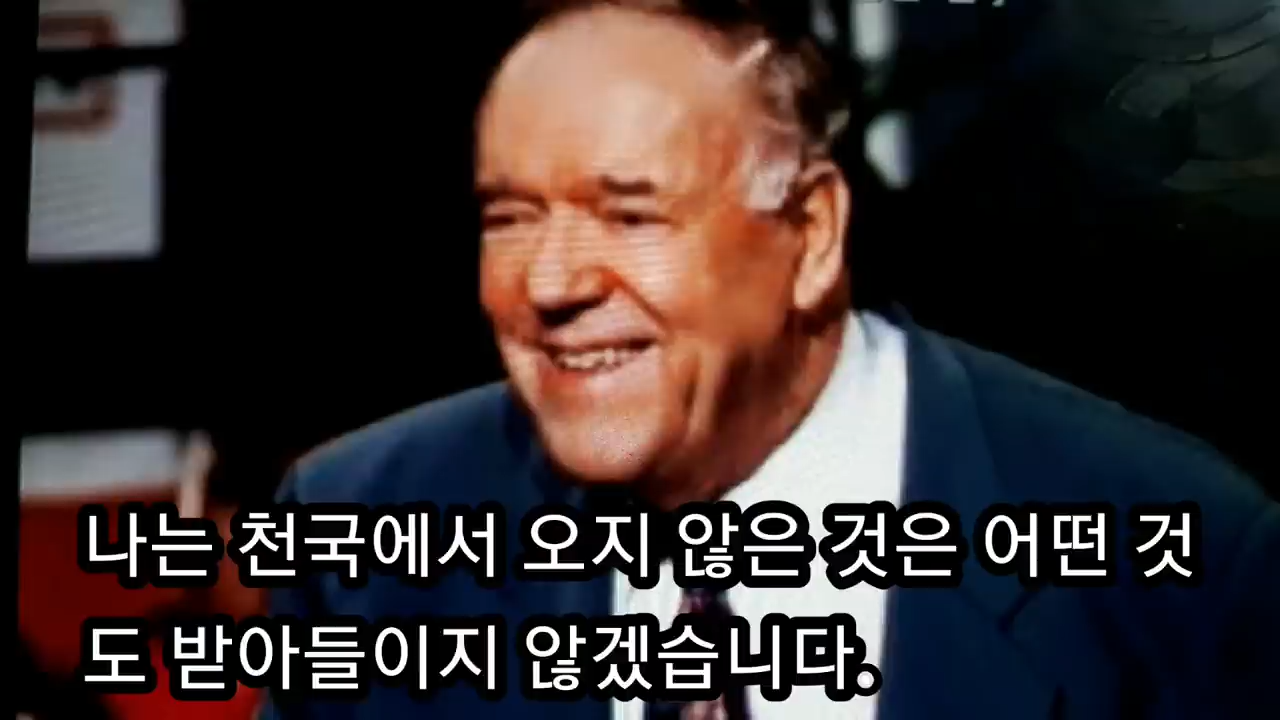 나는 천국에서 오지 않은 것은 어떤 것
도 받아들이지 않겠습니다.